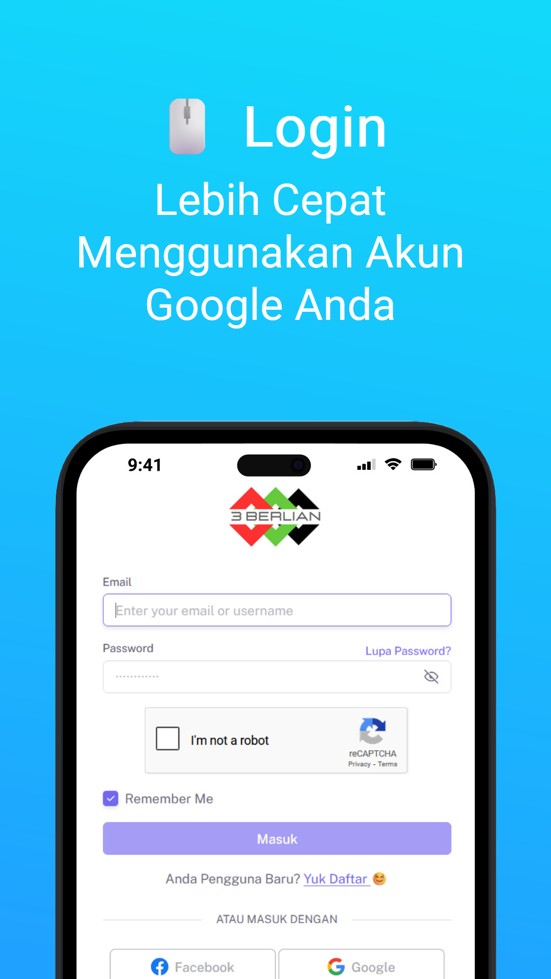 Login
Lebih Cepat
Menggunakan Akun
Google Anda
9:41
3 BERLIAN
Email
Enter your email or username
Password
Lupa Password?
············
I'm not a robot
reCAPTCHA
Privacy - Terms
Remember Me
Masuk
Anda Pengguna Baru? Yuk Daftar 😊
ATAU MASUK DENGAN
Facebook
Google